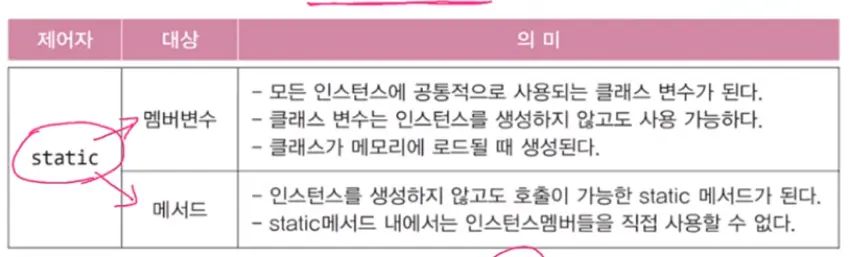 제어자 대상 의 미
static
멤버변수
- 모든 인스턴스에 공통적으로 사용되는 클래스 변수가 된다.
- 클래스 변수는 인스턴스를 생성하지 않고도 사용 가능하다.
- 클래스가 메모리에 로드될 때 생성된다.
메서드
- 인스턴스를 생성하지 않고도 호출이 가능한 static 메서드가 된다.
- static메서드 내에서는 인스턴스멤버들을 직접 사용할 수 없다.